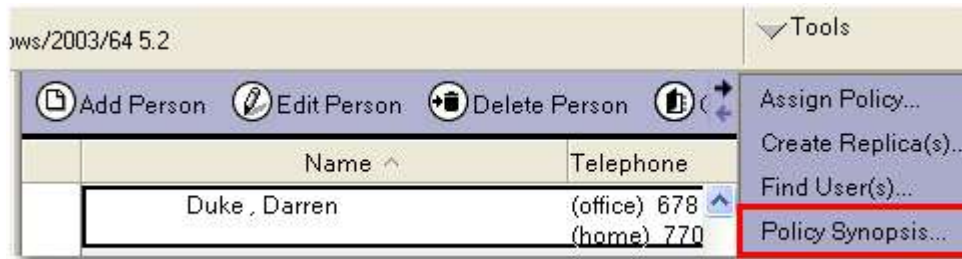 ows/2003/64 5.2
Tools
Add Person Edit Person Delete Person
Assign Policy...
Create Replica(s)..
Find User(s)...
Policy Synopsis...
Name Telephone
Duke , Darren (office) 678
(home) 770